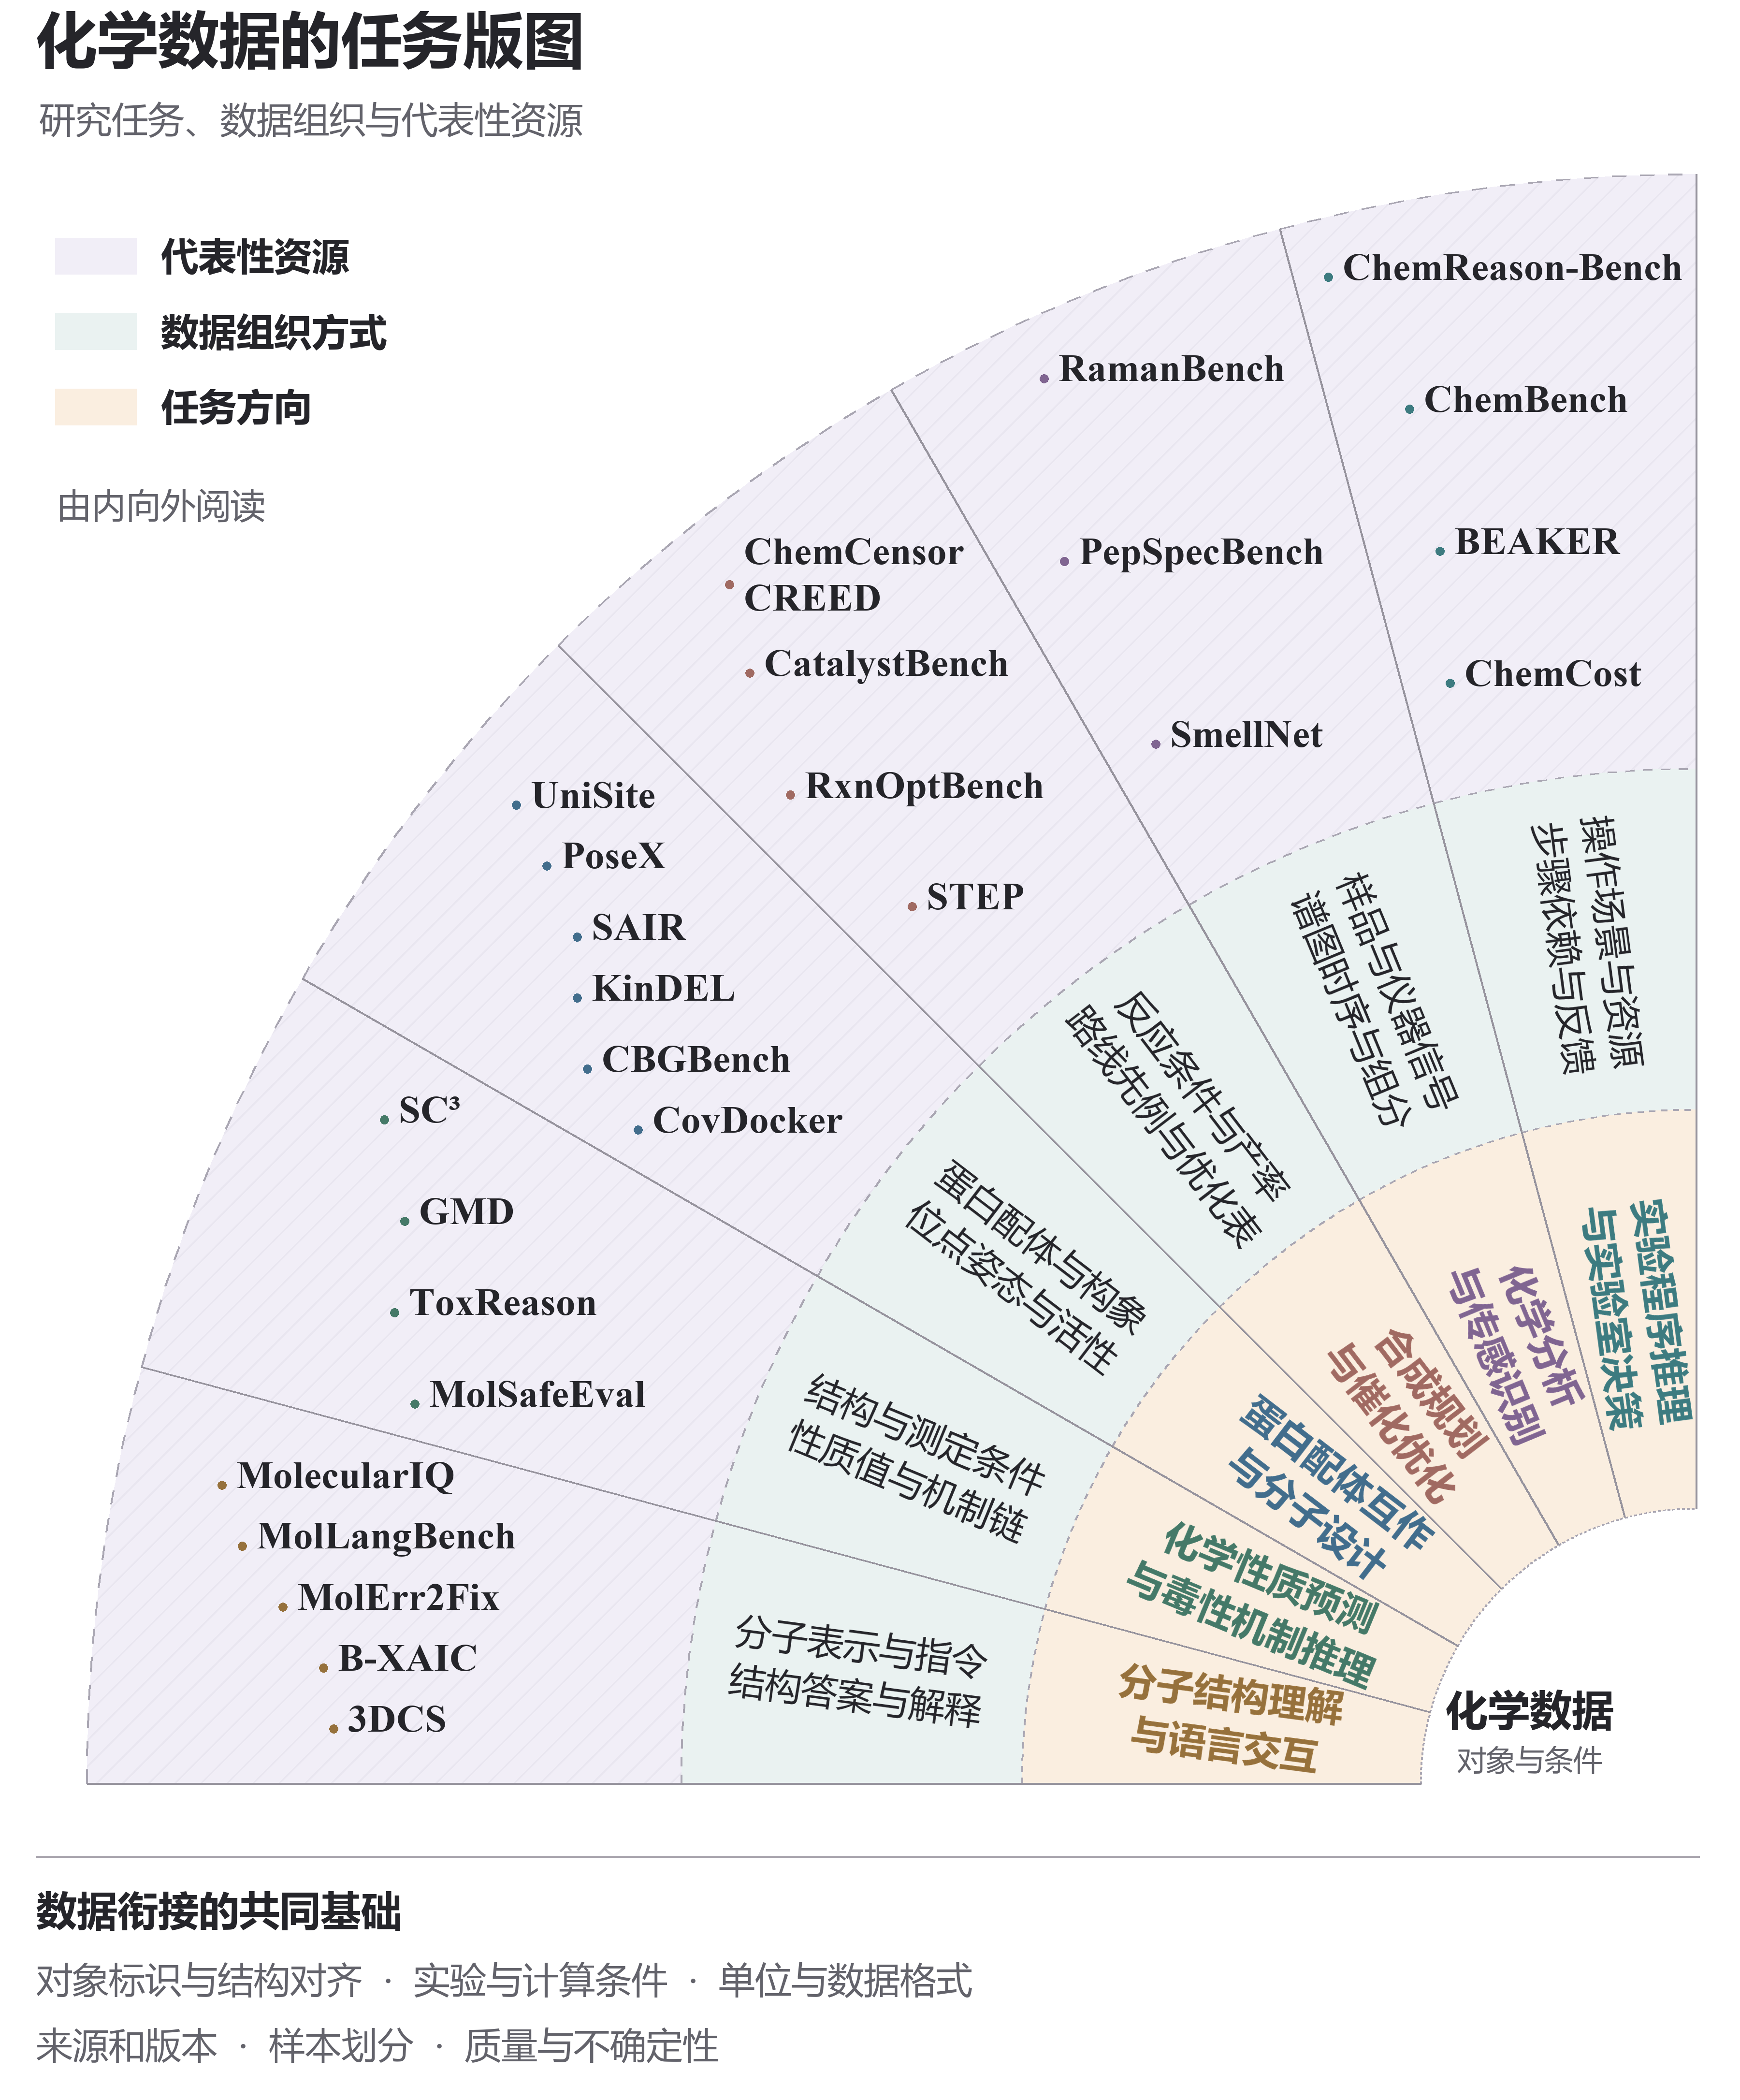 化学数据的任务版图
研究任务、数据组织与代表性资源
代表性资源
数据组织方式
任务方向
由内向外阅读
ChemReason-Bench
ChemBench
BEAKER
ChemCost
操作场景与资源
步骤依赖与反馈
实验程序推理
与实验室决策
RamanBench
PepSpecBench
SmellNet
样品与仪器信号
谱图时序与组分
化学分析
与传感识别
ChemCensor
CREED
CatalystBench
RxnOptBench
STEP
反应条件与产率
路线先例与优化表
合成规划
与催化优化
UniSite
PoseX
SAIR
KinDEL
CBGBench
CovDocker
蛋白配体与构象
位点姿态与活性
蛋白配体互作
与分子设计
SC³
GMD
ToxReason
MolSafeEval
结构与测定条件
性质值与机制链
化学性质预测
与毒性机制推理
MolecularIQ
MolLangBench
MolErr2Fix
B-XAIC
3DCS
分子表示与指令
结构答案与解释
分子结构理解
与语言交互
化学数据
对象与条件
数据衔接的共同基础
对象标识与结构对齐 · 实验与计算条件 · 单位与数据格式
来源和版本 · 样本划分 · 质量与不确定性